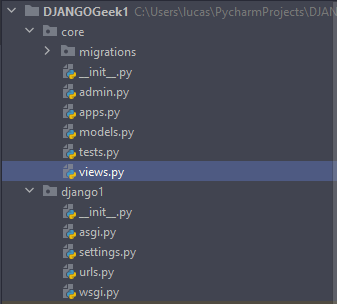 DJANGOGeek1 C:\Users\lucas\PycharmProjects\DJAN
core
migrations
__init__.py
admin.py
apps.py
models.py
tests.py
views.py
django1
__init__.py
asgi.py
settings.py
urls.py
wsgi.py